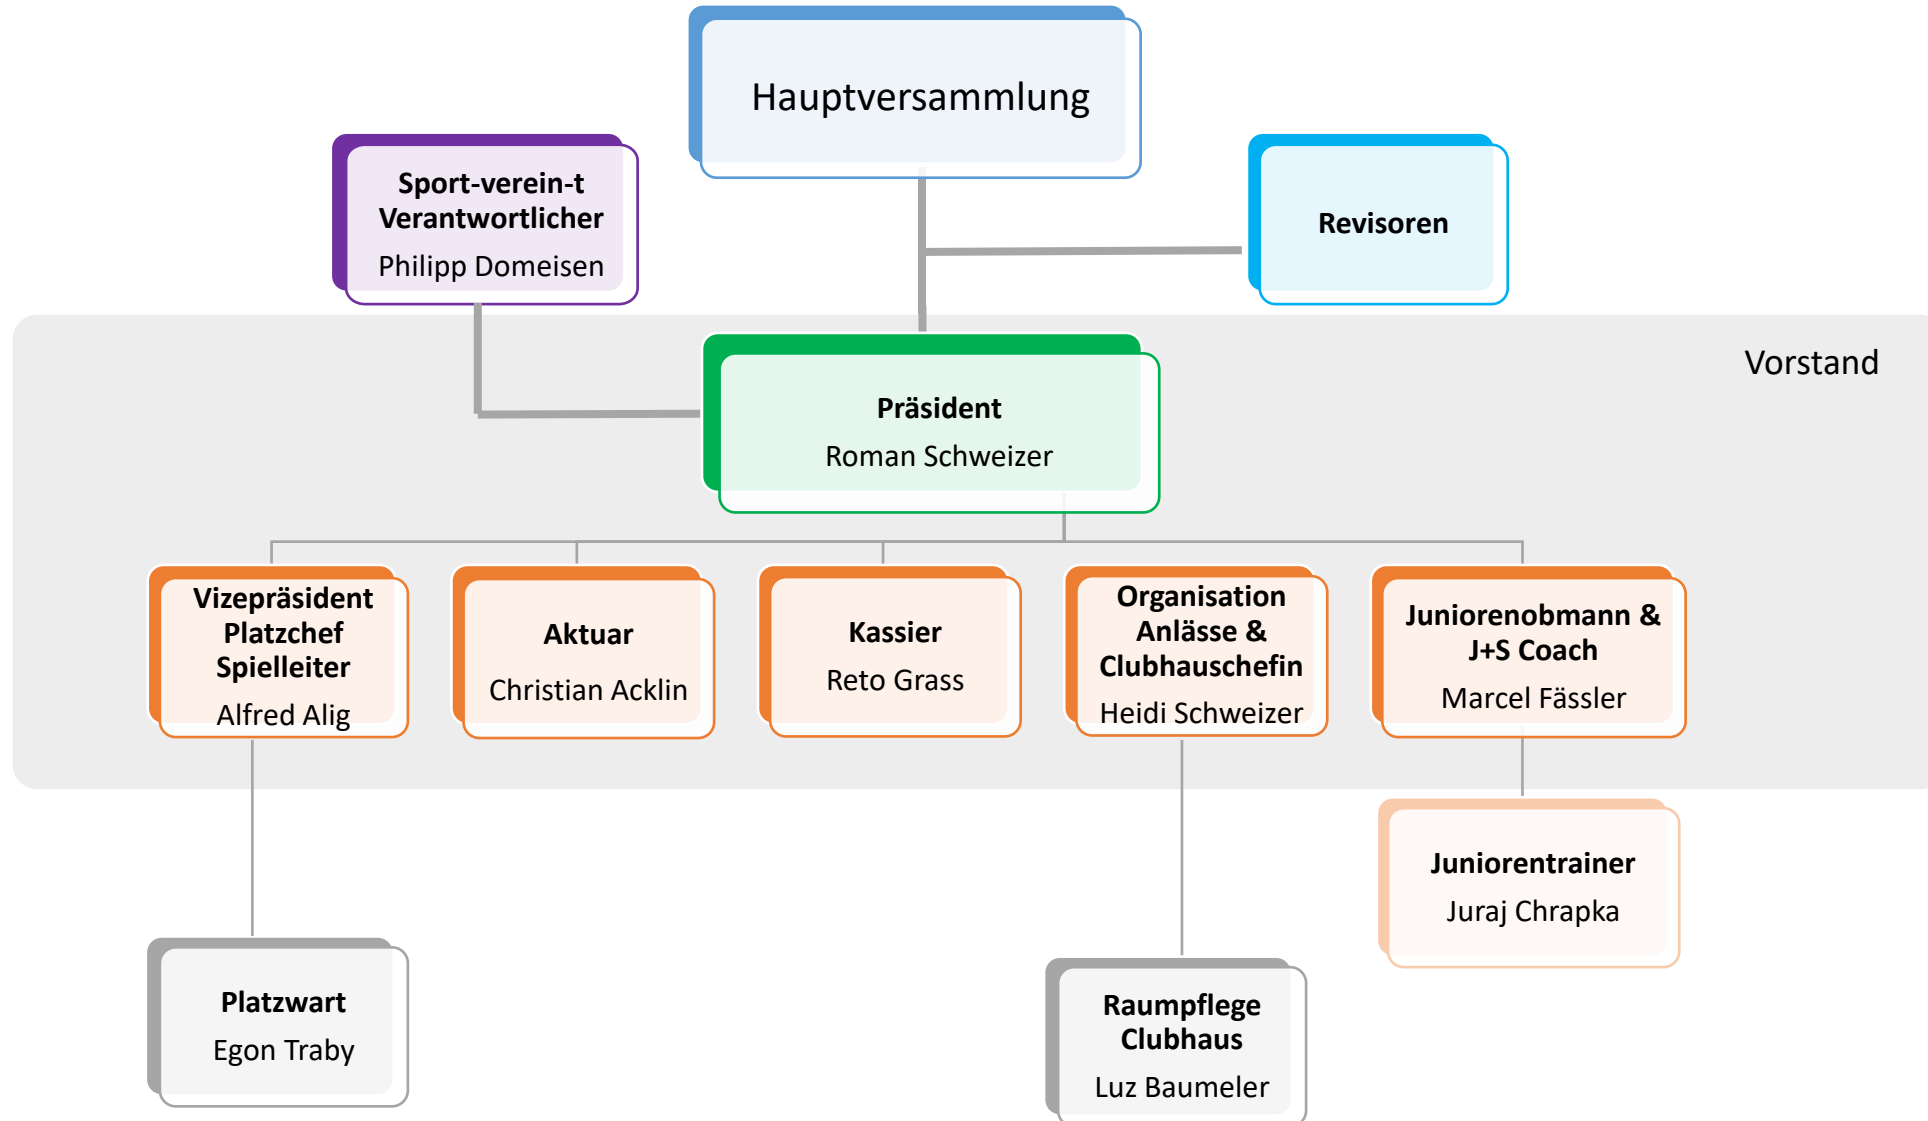 Hauptversammlung
Sport-verein-t
Verantwortlicher
Philipp Domeisen
Revisoren
Vorstand
Präsident
Roman Schweizer
Vizepräsident
Platzchef
Spielleiter
Alfred Alig
Aktuar
Christian Acklin
Kassier
Reto Grass
Organisation
Anlässe &
Clubhauschefin
Heidi Schweizer
Juniorenobmann &
J+S Coach
Marcel Fässler
Juniorentrainer
Juraj Chrapka
Platzwart
Egon Traby
Raumpflege
Clubhaus
Luz Baumeler